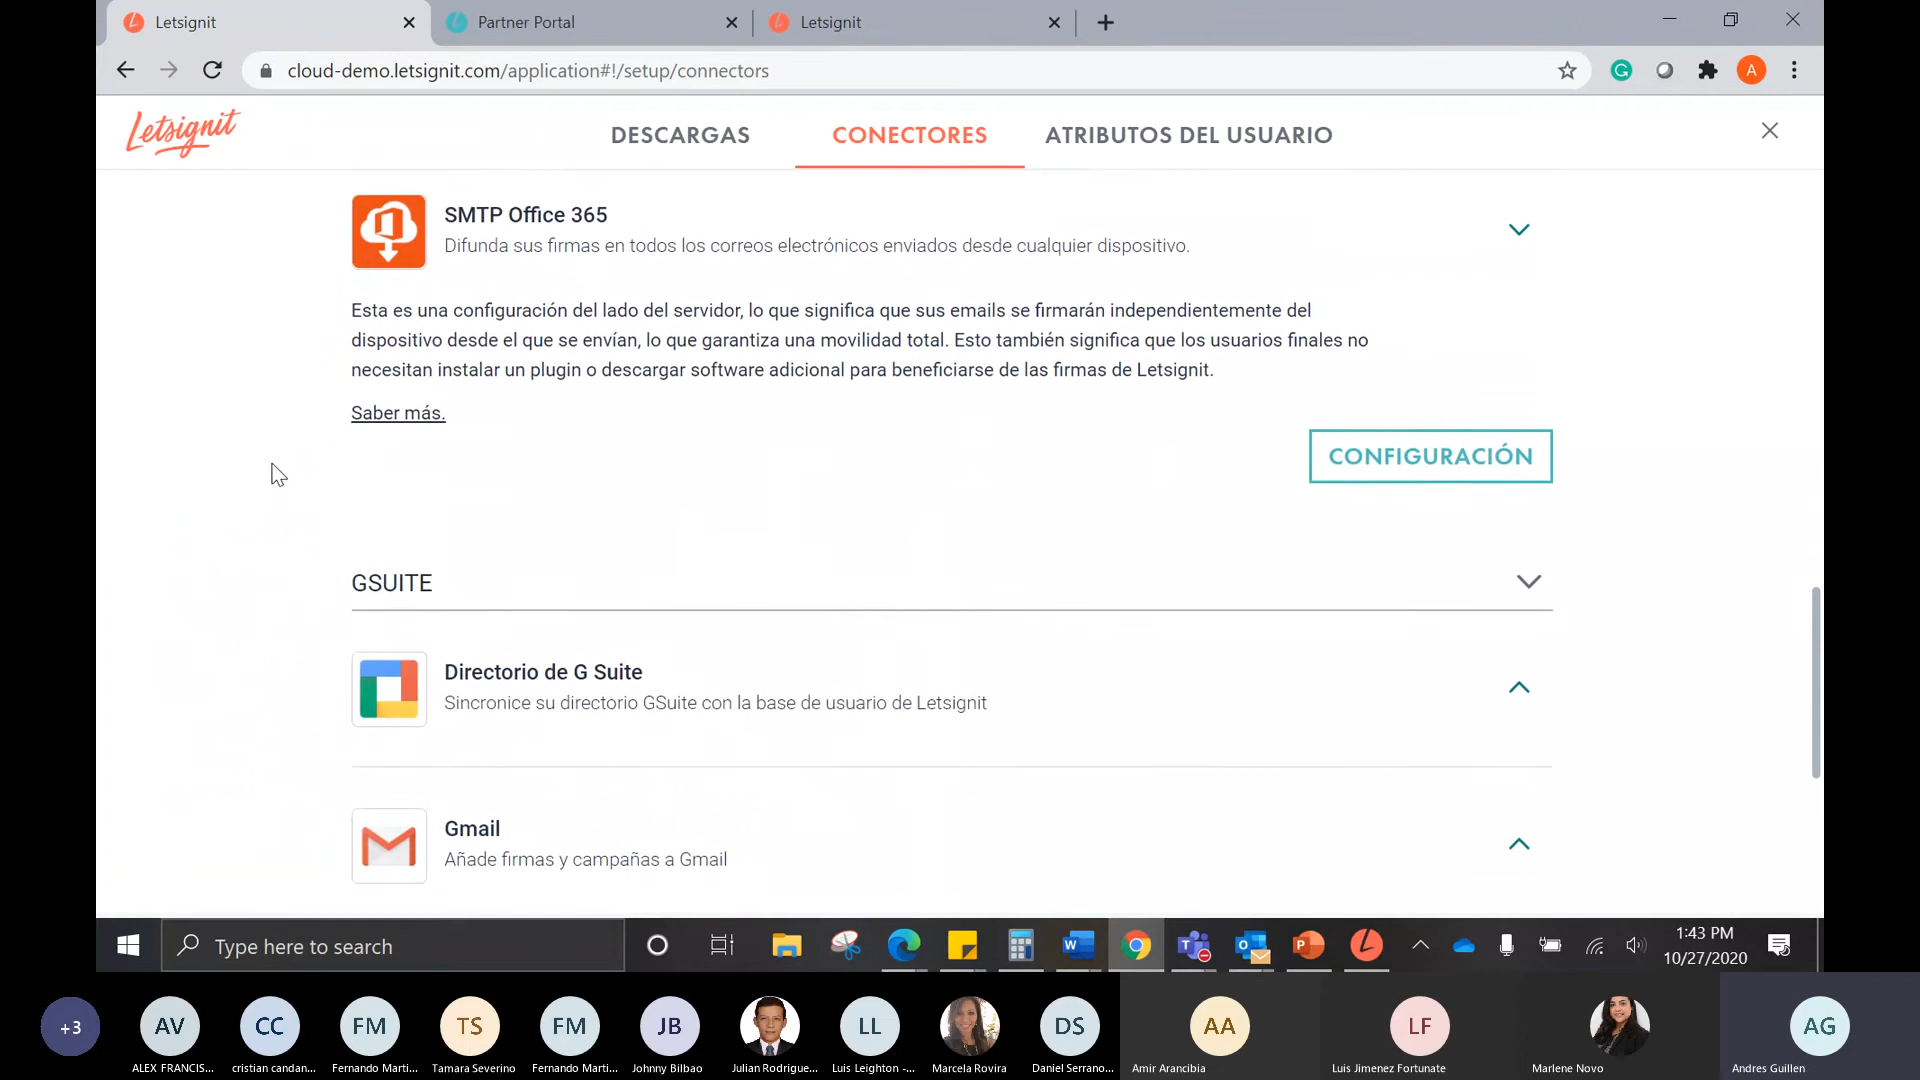 Letsignit
Partner Portal
Letsignit
cloud-demo.letsignit.com/application#!/setup/connectors
G
A
Letsignit
DESCARGAS
CONECTORES
ATRIBUTOS DEL USUARIO
SMTP Office 365
Difunda sus firmas en todos los correos electrónicos enviados desde cualquier dispositivo.
Esta es una configuración del lado del servidor, lo que significa que sus emails se firmarán independientemente del
dispositivo desde el que se envían, lo que garantiza una movilidad total. Esto también significa que los usuarios finales no
necesitan instalar un plugin o descargar software adicional para beneficiarse de las firmas de Letsignit.
Saber más.
CONFIGURACIÓN
GSUITE
Directorio de G Suite
Sincronice su directorio GSuite con la base de usuario de Letsignit
Gmail
Añade firmas y campañas a Gmail
Type here to search
1:43 PM
10/27/2020
+3
AV
CC
FM
TS
FM
JB
LL
DS
AA
LF
AG
ALEX FRANCIS...
cristian candan...
Fernando Marti...
Tamara Severino
Fernando Marti...
Johnny Bilbao
Julian Rodrigue...
Luis Leighton -...
Marcela Rovira
Daniel Serrano...
Amir Arancibia
Luis Jimenez Fortunate
Marlene Novo
Andres Guillen